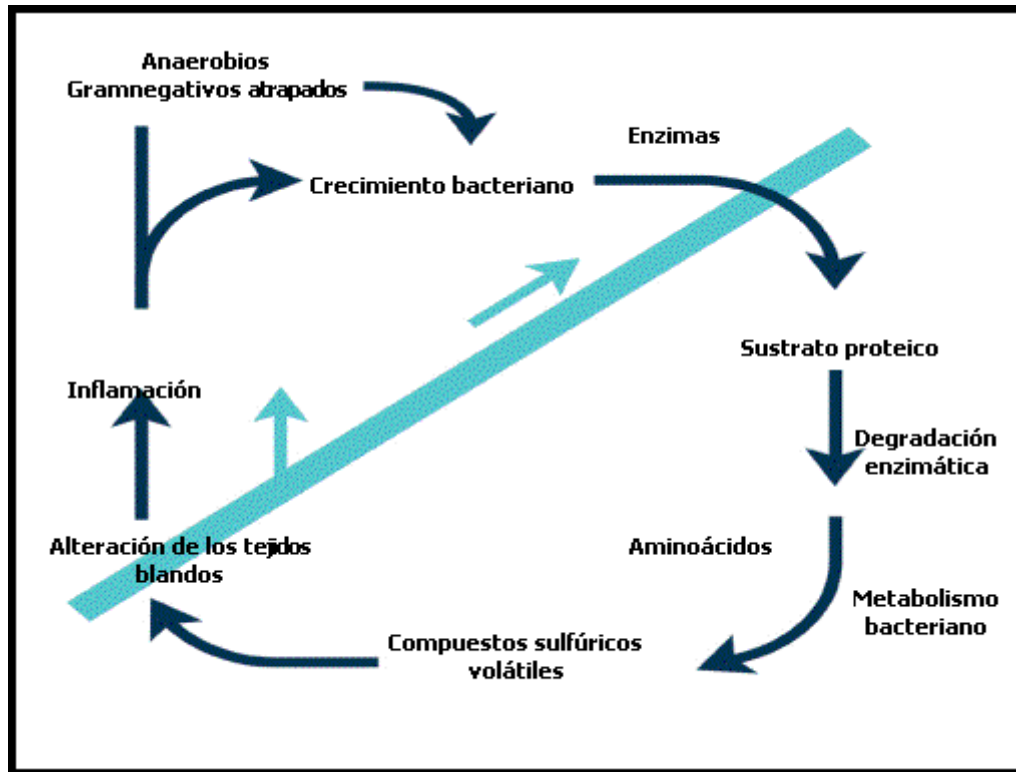 Anaerobios
Gramnegativos atrapados
Enzimas
Crecimiento bacteriano
Sustrato proteico
Inflamación
Degradación
enzimática
Alteración de los tejidos
blandos
Aminoácidos
Metabolismo
bacteriano
Compuestos sulfúricos
volátiles